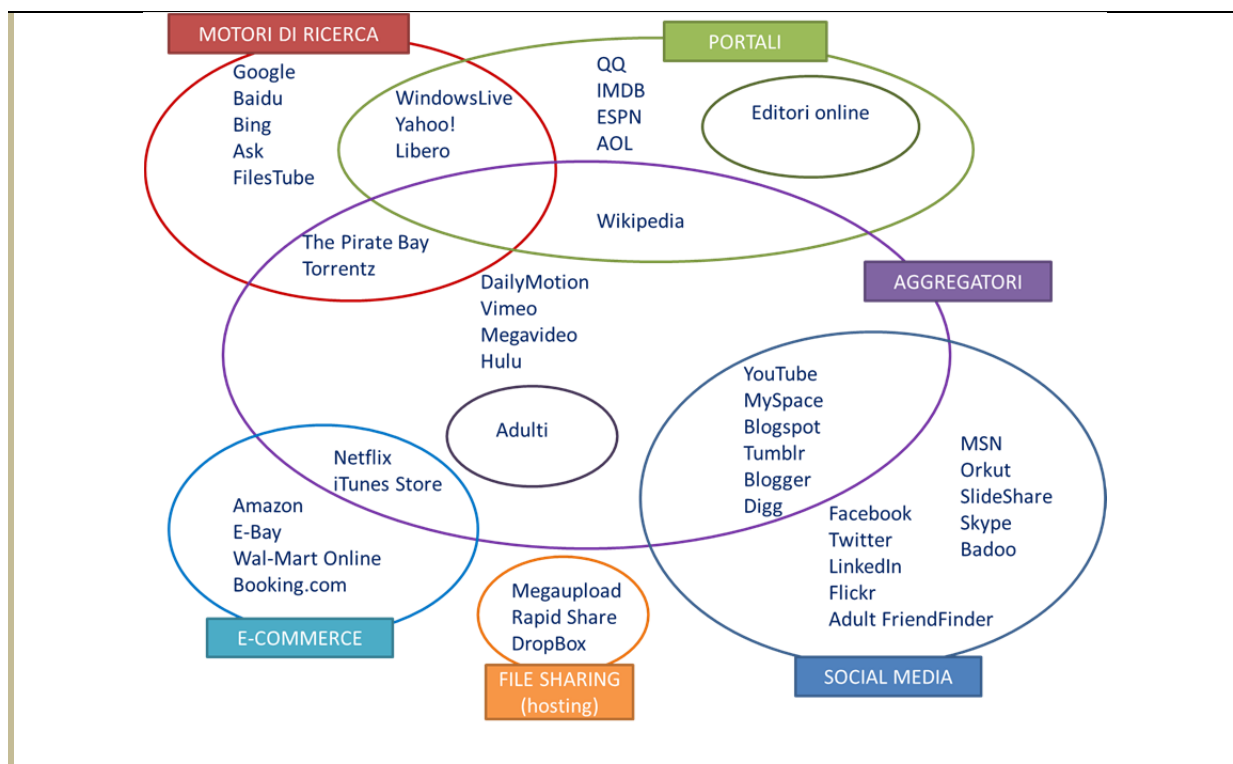 MOTORI DI RICERCA
PORTALI
Google
Baidu
Bing
Ask
FilesTube
WindowsLive
Yahoo!
Libero
QQ
IMDB
ESPN
AOL
Editori online
The Pirate Bay
Torrentz
Wikipedia
AGGREGATORI
DailyMotion
Vimeo
Megavideo
Hulu
Adulti
YouTube
MySpace
Blogspot
Tumblr
Blogger
Digg
MSN
Orkut
SlideShare
Skype
Badoo
Facebook
Twitter
LinkedIn
Flickr
Adult FriendFinder
Netflix
iTunes Store
Amazon
E-Bay
Wal-Mart Online
Booking.com
E-COMMERCE
Megaupload
Rapid Share
DropBox
FILE SHARING
(hosting)
SOCIAL MEDIA